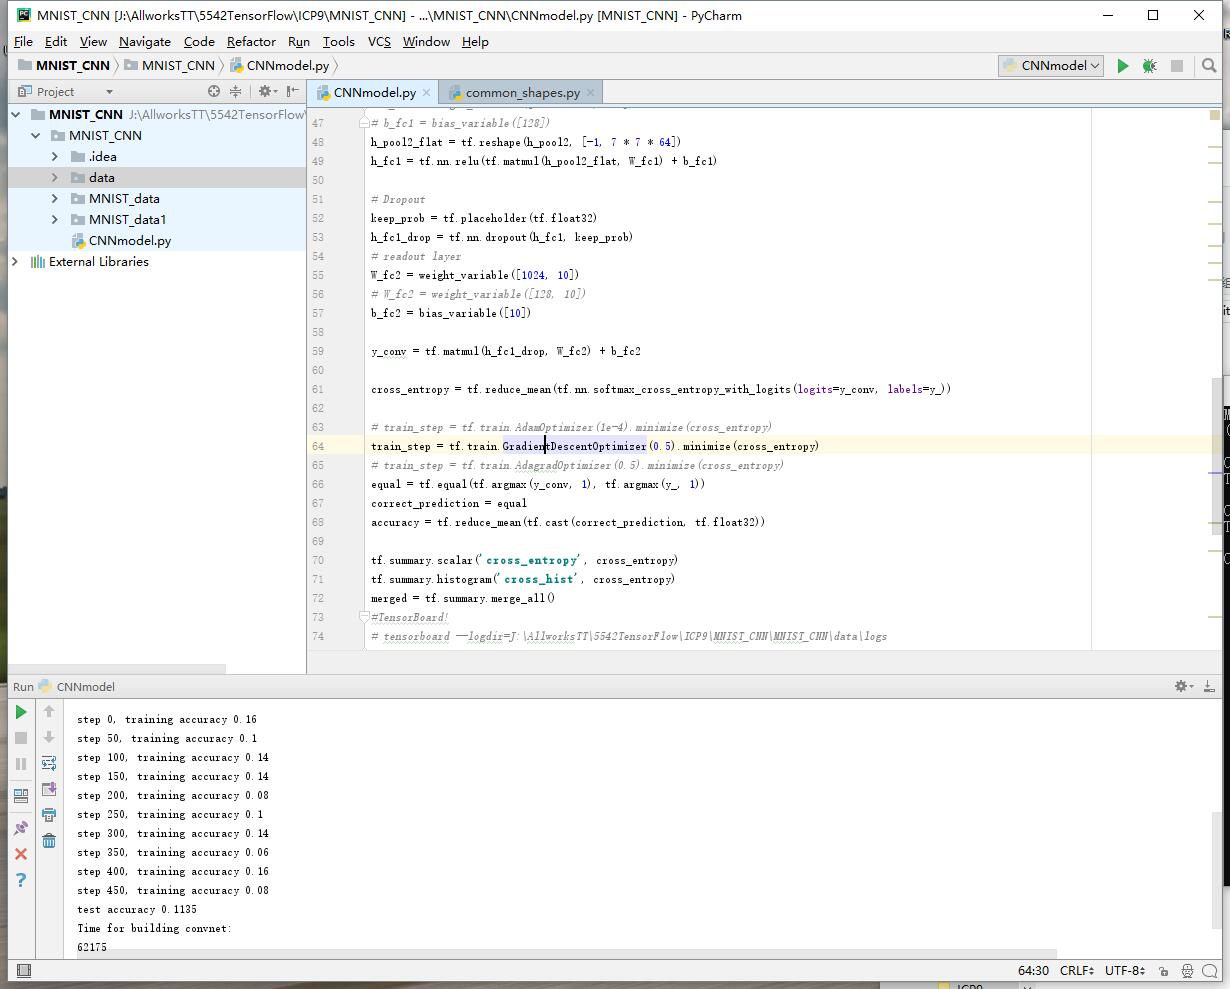 MNIST_CNN [J:\AllworksTT\5542TensorFlow\ICP9\MNIST_CNN] - ...\MNIST_CNN\CNNmodel.py [MNIST_CNN] - PyCharm
File Edit View Navigate Code Refactor Run Tools VCS Window Help
MNIST_CNN MNIST_CNN CNNmodel.py CNNmodel
Project
CNNmodel.py common_shapes.py
MNIST_CNN J:\AllworksTT\5542TensorFlow\
MNIST_CNN
.idea
data
MNIST_data
MNIST_data1
CNNmodel.py
External Libraries
47 # b_fc1 = bias_variable([128])
48 h_pool2_flat = tf.reshape(h_pool2, [-1, 7 * 7 * 64])
49 h_fc1 = tf.nn.relu(tf.matmul(h_pool2_flat, W_fc1) + b_fc1)
50
51 # Dropout
52 keep_prob = tf.placeholder(tf.float32)
53 h_fc1_drop = tf.nn.dropout(h_fc1, keep_prob)
54 # readout layer
55 W_fc2 = weight_variable([1024, 10])
56 # W_fc2 = weight_variable([128, 10])
57 b_fc2 = bias_variable([10])
58
59 y_conv = tf.matmul(h_fc1_drop, W_fc2) + b_fc2
60
61 cross_entropy = tf.reduce_mean(tf.nn.softmax_cross_entropy_with_logits(logits=y_conv, labels=y_))
62
63 # train_step = tf.train.AdamOptimizer(1e-4).minimize(cross_entropy)
64 train_step = tf.train.GradientDescentOptimizer(0.5).minimize(cross_entropy)
65 # train_step = tf.train.AdagradOptimizer(0.5).minimize(cross_entropy)
66 equal = tf.equal(tf.argmax(y_conv, 1), tf.argmax(y_, 1))
67 correct_prediction = equal
68 accuracy = tf.reduce_mean(tf.cast(correct_prediction, tf.float32))
69
70 tf.summary.scalar('cross_entropy', cross_entropy)
71 tf.summary.histogram('cross_hist', cross_entropy)
72 merged = tf.summary.merge_all()
73 #TensorBoard!
74 # tensorboard --logdir=J:\AllworksTT\5542TensorFlow\ICP9\MNIST_CNN\MNIST_CNN\data\logs
Run CNNmodel
step 0, training accuracy 0.16
step 50, training accuracy 0.1
step 100, training accuracy 0.14
step 150, training accuracy 0.14
step 200, training accuracy 0.08
step 250, training accuracy 0.1
step 300, training accuracy 0.14
step 350, training accuracy 0.06
step 400, training accuracy 0.16
step 450, training accuracy 0.08
test accuracy 0.1135
Time for building convnet:
62175
64:30 CRLF UTF-8